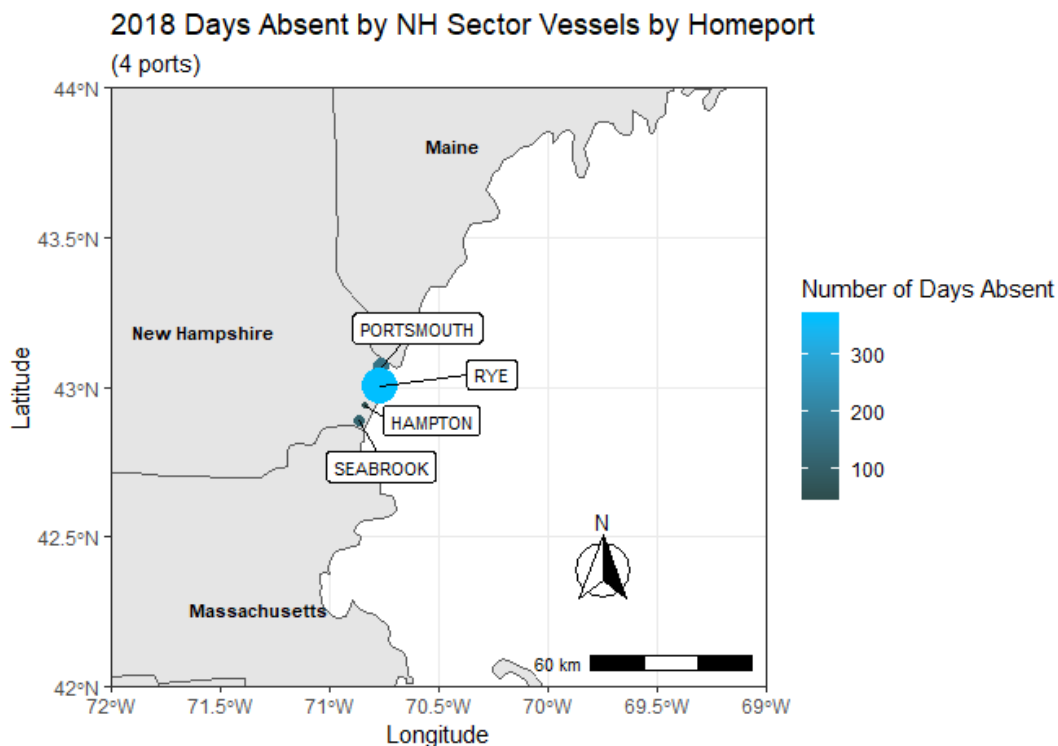 2018 Days Absent by NH Sector Vessels by Homeport
(4 ports)
44°N
43.5°N
43°N
42.5°N
42°N
Latitude
Maine
New Hampshire
PORTSMOUTH
RYE
HAMPTON
SEABROOK
Massachusetts
N
60 km
72°W
71.5°W
71°W
70.5°W
70°W
69.5°W
69°W
Longitude
Number of Days Absent
300
200
100